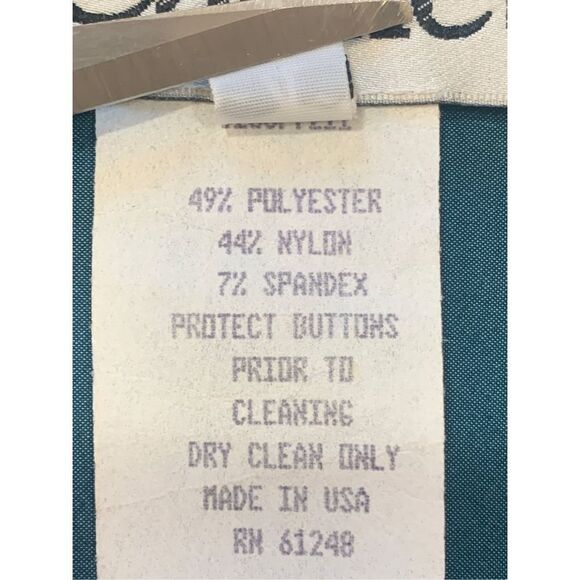 49% POLYESTER
44% NYLON
7% SPANDEX
PROTECT BUTTONS
PRIOR TO
CLEANING
DRY CLEAN ONLY
MADE IN USA
RN 61248